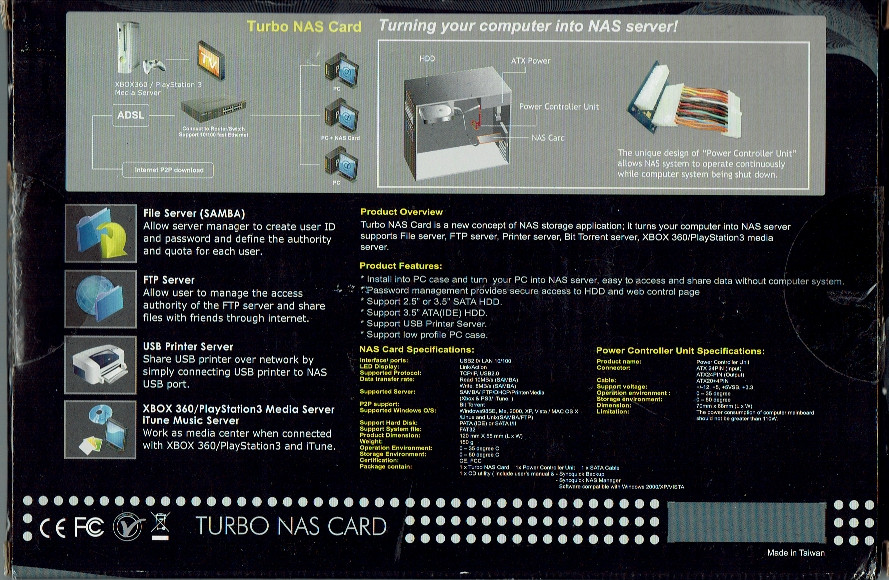 Turbo NAS Card Turning your computer into NAS server!
TV
XBOX360 / PlayStation 3
Media Server
ADSL
Connect to Router/Switch
Support 10/100 fast Ethernet
Internet P2P download
PC
PC + NAS Card
PC
HDD
ATX Power
Power Controller Unit
NAS Card
The unique design of "Power Controller Unit"
allows NAS system to operate continuously
while computer system being shut down.
File Server (SAMBA)
Allow server manager to create user ID
and password and define the authority
and quota for each user.
FTP Server
Allow user to manage the access
authority of the FTP server and share
files with friends through internet.
USB Printer Server
Share USB printer over network by
simply connecting USB printer to NAS
USB port.
XBOX 360/PlayStation3 Media Server
iTune Music Server
Work as media center when connected
with XBOX 360/PlayStation3 and iTune.
Product Overview
Turbo NAS Card is a new concept of NAS storage application; it turns your computer into NAS server
supports File server, FTP server, Printer server, Bit Torrent server, XBOX 360/PlayStation3 media
server.
Product Features:
* Install into PC case and turn your PC into NAS server, easy to access and share data without computer system.
* Password management provides secure access to HDD and web control page
* Support 2.5" or 3.5" SATA HDD.
* Support 3.5" ATA(IDE) HDD.
* Support USB Printer Server.
* Support low profile PC case.
NAS Card Specifications:
Interface/ ports: USB2.0x LAN 10/100
LED Display: Link/Action
Supported Protocol: TCP/IP, USB2.0
Data transfer rate: Read 10MB/s (SAMBA)
Write 8MB/s (SAMBA)
Supported Server: SAMBA/ FTP/DHCP/Printer/Media
(Xbox & PS3/ iTune )
P2P support: Bit Torrent
Supported Windows O/S: Windows98SE, Me, 2000, XP, Vista / MAC OS X
/Linux and Links(SAMBA/FTP)
Support Hard Disk: PATA (IDE) or SATA I/II
Support System file: FAT32
Product Dimension: 120 mm X 55 mm (L x W)
Weight: 150 g
Operation Environment: 0 ~ 35 degree C
Storage Environment: 0 ~ 60 degree C
Certification: CE, FCC
Package contain: 1 x Turbo NAS Card 1x Power Controller Unit 1 x SATA Cable
1 x CD utility ( include user's manual & - Syncquick Backup
- Syncquick NAS Manager
Software compatible with Windows 2000/XP/VISTA
Power Controller Unit Specifications:
Product name: Power Controller Unit
Connector: ATX 24PIN (Input)
ATX24PIN (Output)
Cable: ATX20+4PIN
Support voltage: +/-12, +5, +5VSB, +3.3
Operation environment : 0 ~ 35 degree
Storage environment: 0 ~ 60 degree
Dimension: 70mm x 55mm (L x W)
Limitation: The power consumption of computer mainboard
should not be greater than 110W.
CE FC TURBO NAS CARD
Made In Taiwan